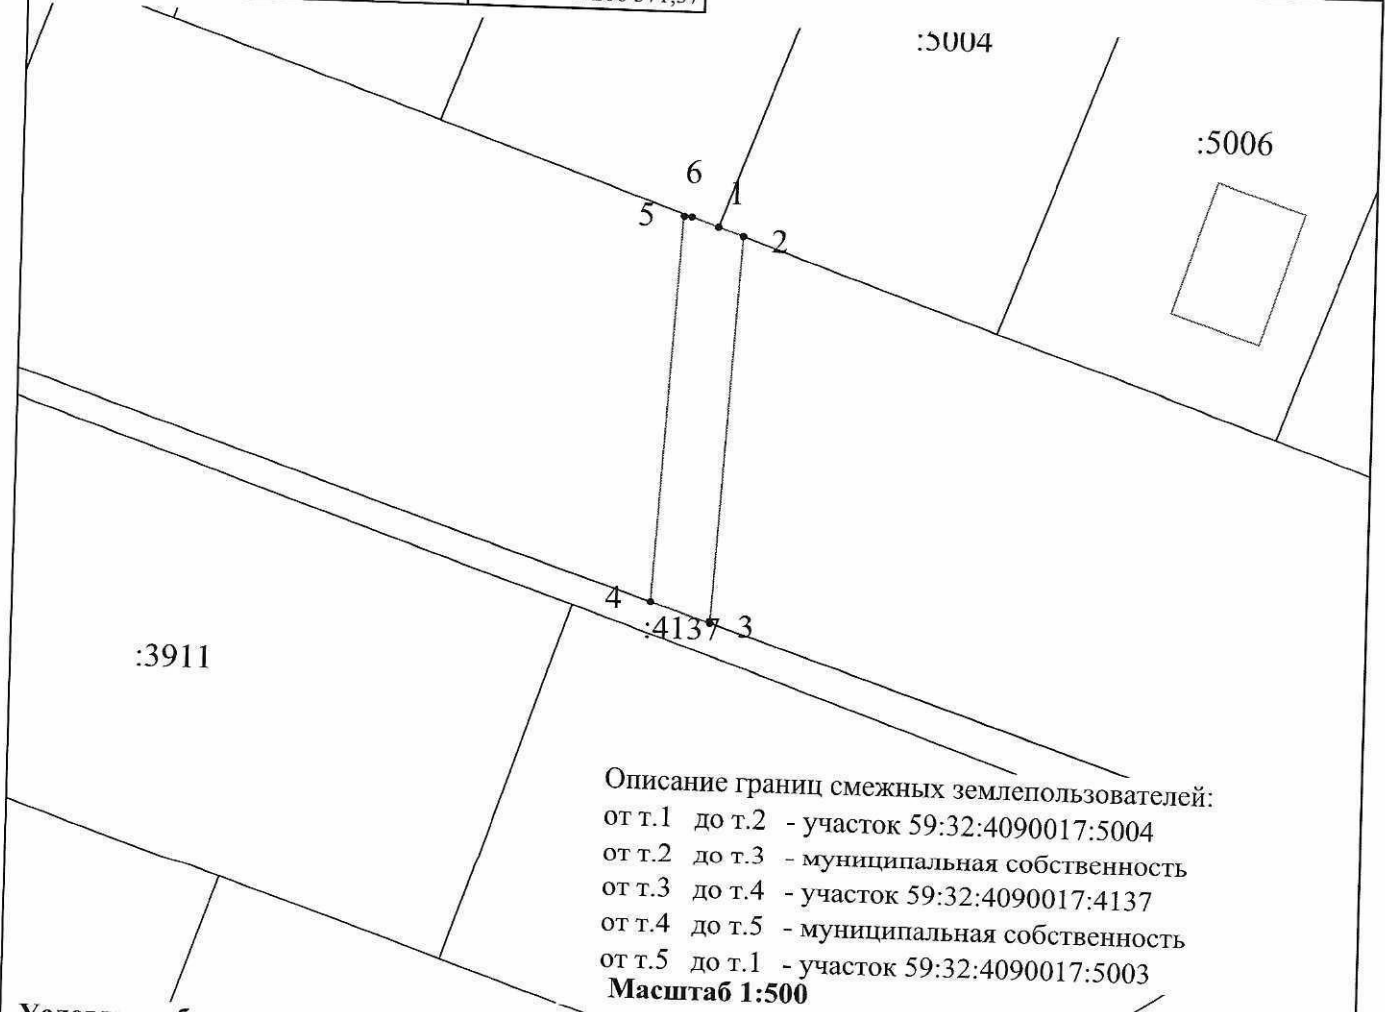 :5004
:5006
6
1
5
2
4
:4137 3
:3911
Описание границ смежных землепользователей:
от т.1 до т.2 - участок 59:32:4090017:5004
от т.2 до т.3 - муниципальная собственность
от т.3 до т.4 - участок 59:32:4090017:4137
от т.4 до т.5 - муниципальная собственность
от т.5 до т.1 - участок 59:32:4090017:5003
Масштаб 1:500